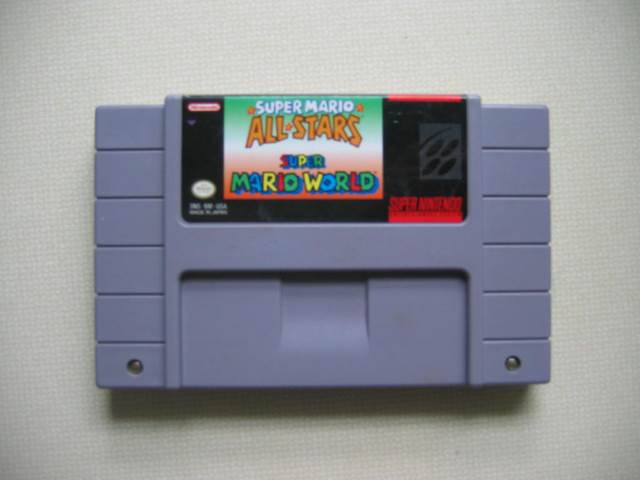 Nintendo
SUPER MARIO
ALL★STARS
SUPER
MARIO WORLD
MADE IN JAPAN
SUPER NINTENDO